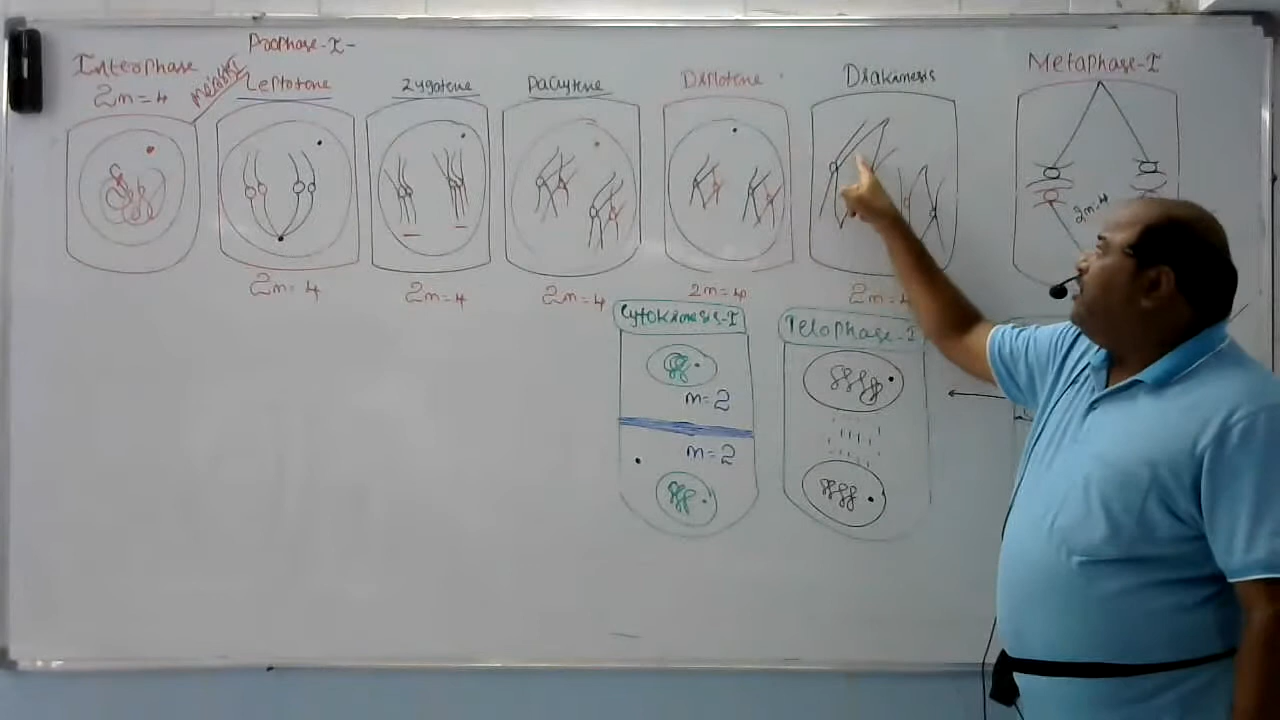 Interphase
2n=4
meiosis
Prophase-I-
Leptotene
2n=4
Zygotene
2n=4
Pacytene
2n=4
Diplotene
2n=4
Diakinesis
2n=4
Metaphase-I
2n=4
Cytokinesis-I
n=2
n=2
Telophase-I